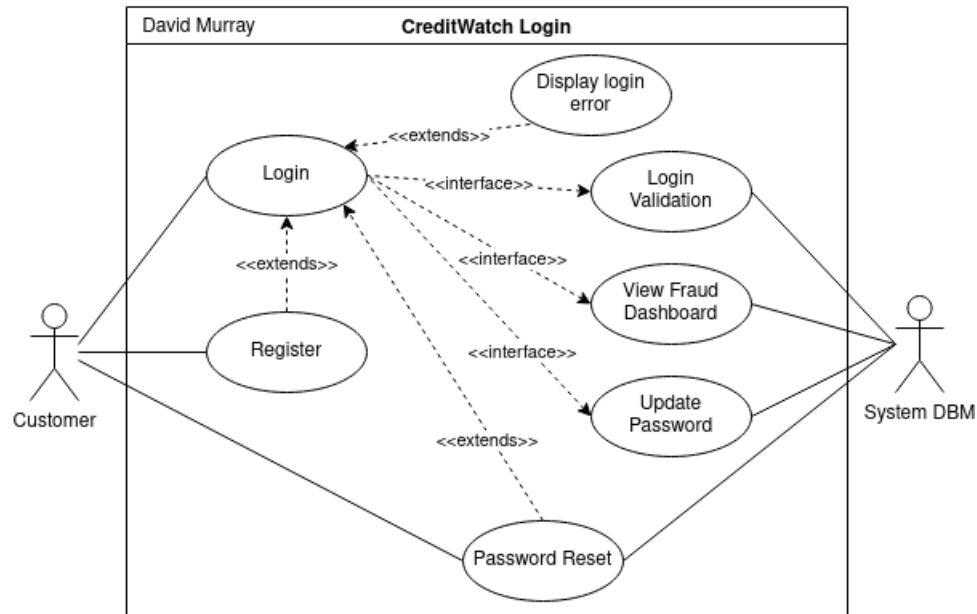 David Murray
CreditWatch Login
Display login
error
<<extends>>
Login
<<interface>>
Login
Validation
<<extends>>
<<interface>>
View Fraud
Dashboard
Register
<<interface>>
Customer
Update
Password
System DBM
<<extends>>
Password Reset